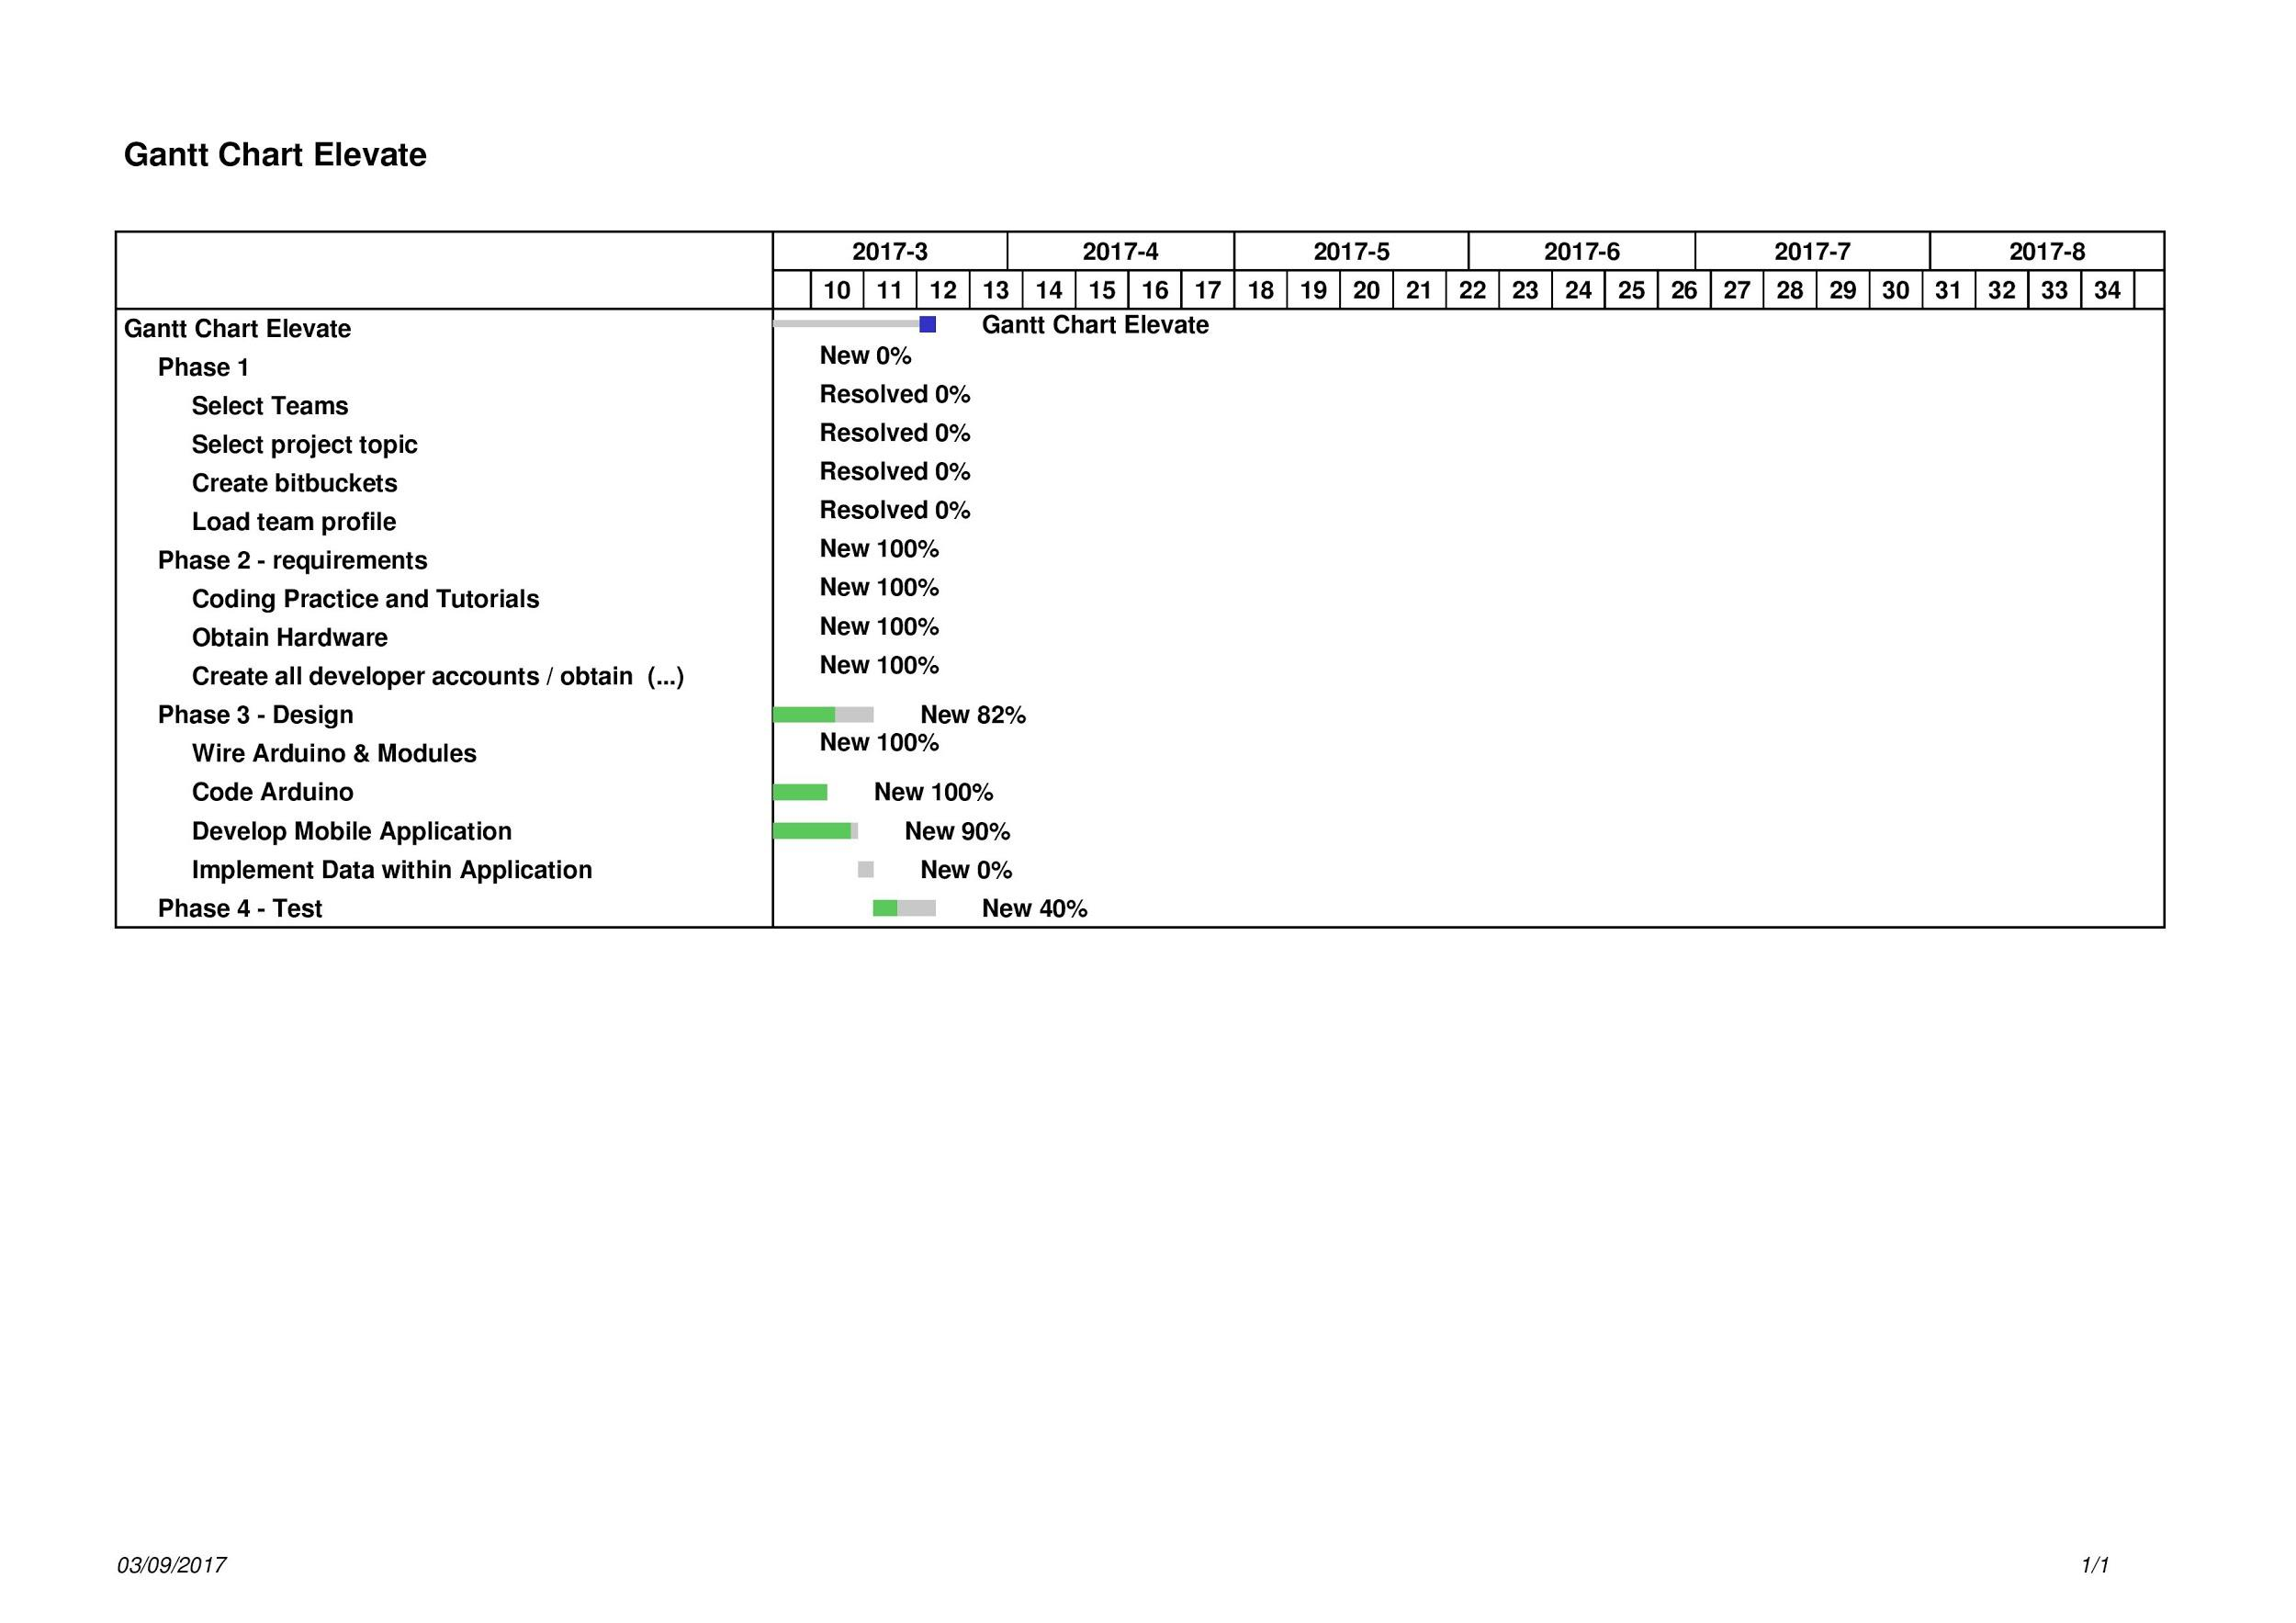 Gantt Chart Elevate
2017-3 2017-4 2017-5 2017-6 2017-7 2017-8
10 11 12 13 14 15 16 17 18 19 20 21 22 23 24 25 26 27 28 29 30 31 32 33 34
Gantt Chart Elevate Gantt Chart Elevate
Phase 1 New 0%
Select Teams Resolved 0%
Select project topic Resolved 0%
Create bitbuckets Resolved 0%
Load team profile Resolved 0%
Phase 2 - requirements New 100%
Coding Practice and Tutorials New 100%
Obtain Hardware New 100%
Create all developer accounts / obtain (...) New 100%
Phase 3 - Design New 82%
Wire Arduino & Modules New 100%
Code Arduino New 100%
Develop Mobile Application New 90%
Implement Data within Application New 0%
Phase 4 - Test New 40%
03/09/2017 1/1